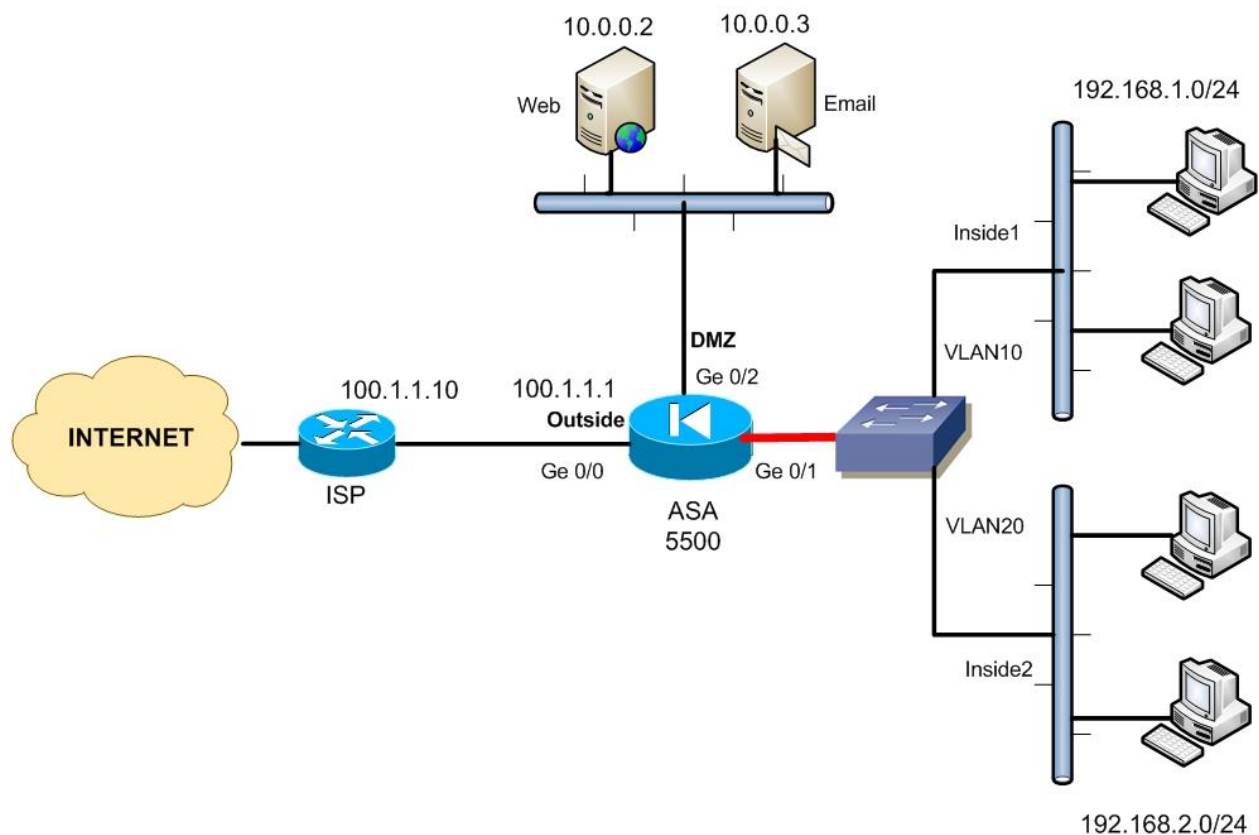 10.0.0.2
10.0.0.3
Web
Email
192.168.1.0/24
Inside1
VLAN10
DMZ
Ge 0/2
100.1.1.10
100.1.1.1
Outside
INTERNET
Ge 0/0
Ge 0/1
ISP
ASA
5500
VLAN20
Inside2
192.168.2.0/24